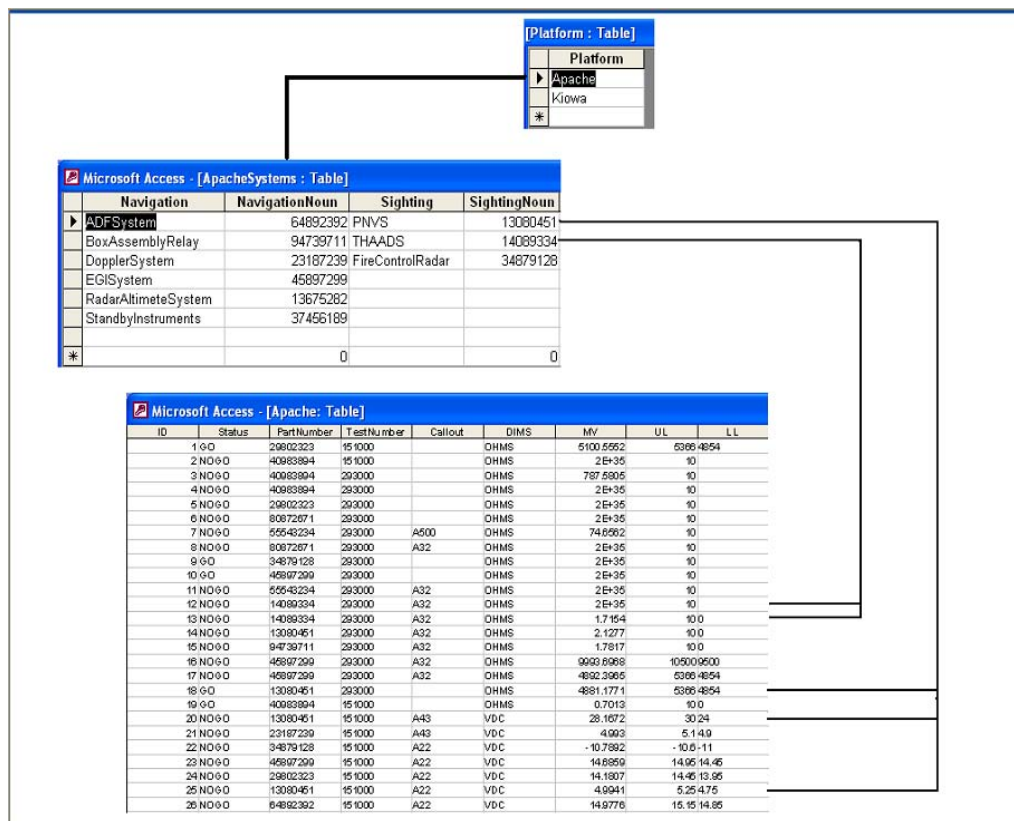 [Platform : Table]
Platform
Apache
Kiowa
Microsoft Access - [ApacheSystems : Table]
Navigation NavigationNoun Sighting SightingNoun
ADFSystem 64892392 PNVS 13080451
BoxAssemblyRelay 94739711 THAADS 14089334
DopplerSystem 23187239 FireControlRadar 34879128
EGISystem 45897299
RadarAltimeteSystem 13675282
StandbyInstruments 37456189
0 0
Microsoft Access - [Apache: Table]
ID Status PartNumber TestNumber Callout DIMS MV UL LL
1 GO 29802323 151000 OHMS 5100.5552 5366 4854
2 NOGO 40983894 151000 OHMS 2E+35 10
3 NOGO 40983894 293000 OHMS 787.5805 10
4 NOGO 40983894 293000 OHMS 2E+35 10
5 NOGO 29802323 293000 OHMS 2E+35 10
6 NOGO 80872671 293000 OHMS 2E+35 10
7 NOGO 55543234 293000 A500 OHMS 74.6562 10
8 NOGO 80872671 293000 A32 OHMS 2E+35 10
9 GO 34879128 293000 OHMS 2E+35 10
10 GO 45897299 293000 OHMS 2E+35 10
11 NOGO 55543234 293000 A32 OHMS 2E+35 10
12 NOGO 14089334 293000 A32 OHMS 2E+35 10
13 NOGO 14089334 293000 A32 OHMS 1.7154 10 0
14 NOGO 13080451 293000 A32 OHMS 2.1277 10 0
15 NOGO 94739711 293000 A32 OHMS 1.7817 10 0
16 NOGO 45897299 293000 A32 OHMS 9993.6968 10500 9500
17 NOGO 45897299 293000 A32 OHMS 4892.3965 5366 4854
18 GO 13080451 293000 OHMS 4881.1771 5366 4854
19 GO 40983894 151000 OHMS 0.7013 10 0
20 NOGO 13080451 151000 A43 VDC 28.1672 30 24
21 NOGO 23187239 151000 A43 VDC 4.993 5.1 4.9
22 NOGO 34879128 151000 A22 VDC -10.7892 -10.6 -11
23 NOGO 45897299 151000 A22 VDC 14.6859 14.95 14.45
24 NOGO 29802323 151000 A22 VDC 14.1807 14.45 13.95
25 NOGO 13080451 151000 A22 VDC 4.9941 5.25 4.75
26 NOGO 64892392 151000 A22 VDC 14.9776 15.15 14.85